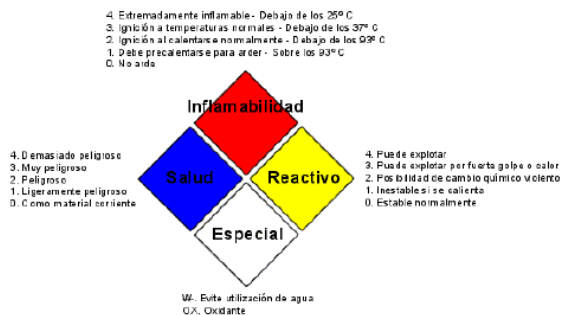 4. Extremadamente inflamable - Debajo de los 25º C
3. Ignición a temperaturas normales - Debajo de los 37º C
2. Ignición al calentarse normalmente - Debajo de los 93º C
1. Debe precalentarse para arder - Sobre los 93º C
0. No arde
Inflamabilidad
4. Demasiado peligroso
3. Muy peligroso
2. Peligroso
1. Ligeramente peligroso
0. Como material corriente
Salud
Reactivo
4. Puede explotar
3. Puede explotar por fuerte golpe o calor
2. Posibilidad de cambio químico violento
1. Inestable si se calienta
0. Estable normalmente
Especial
W-. Evite utilización de agua
OX. Oxidante